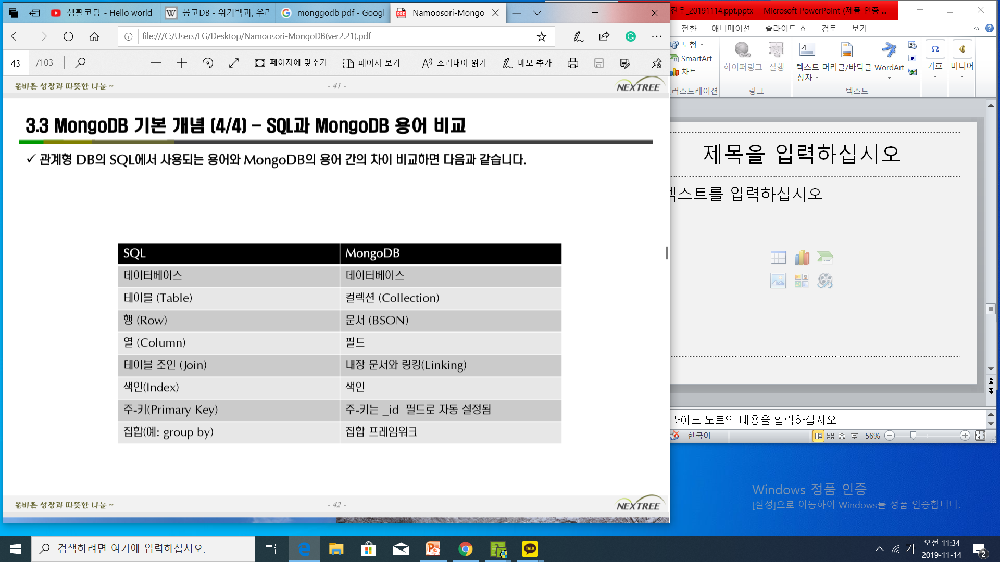 생활코딩 - Hello world
몽고DB - 위키백과, 우리
monggodb pdf - Googl
Namoosori-Mongo
file:///C:/Users/LG/Desktop/Namoosori-MongoDB(ver2.21).pdf
43 /103
페이지에 맞추기
페이지 보기
소리내어 읽기
메모 추가
올바른 성장과 따뜻한 나눔 ~
- 41 -
NEXTREE
3.3 MongoDB 기본 개념 (4/4) – SQL과 MongoDB 용어 비교
✓ 관계형 DB의 SQL에서 사용되는 용어와 MongoDB의 용어 간의 차이 비교하면 다음과 같습니다.
SQL MongoDB
데이터베이스 데이터베이스
테이블 (Table) 컬렉션 (Collection)
행 (Row) 문서 (BSON)
열 (Column) 필드
테이블 조인 (Join) 내장 문서와 링킹(Linking)
색인(Index) 색인
주-키(Primary Key) 주-키는 _id 필드로 자동 설정됨
집합(예: group by) 집합 프레임워크
올바른 성장과 따뜻한 나눔 ~
- 42 -
NEXTREE
진우_20191114.ppt.pptx - Microsoft PowerPoint (제품 인증 ...
전환 애니메이션 슬라이드 쇼 검토 보기
도형
SmartArt
차트
러스트레이션
하이퍼링크 실행
링크
텍스트 상자
머리글/바닥글 WordArt
텍스트
기호
미디어
제목을 입력하십시오
텍스트를 입력하십시오
라이드 노트의 내용을 입력하십시오
한국어
56%
Windows 정품 인증
[설정]으로 이동하여 Windows를 정품 인증합니다.
검색하려면 여기에 입력하십시오.
TALK
가
오전 11:34
2019-11-14
2